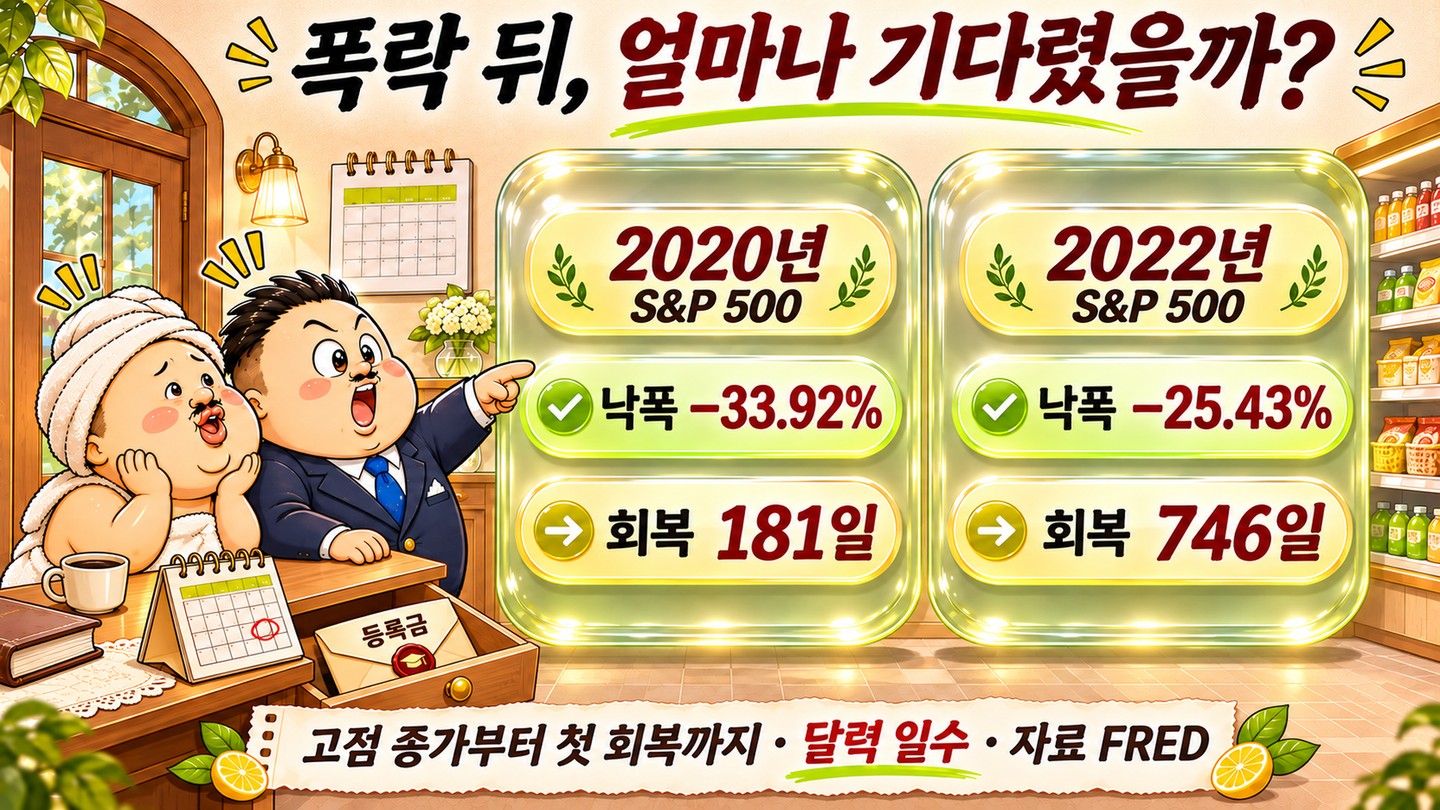 폭락 뒤, 얼마나 기다렸을까?
2020년
S&P 500
낙폭 -33.92%
회복 181일
2022년
S&P 500
낙폭 -25.43%
회복 746일
등록금
고점 종가부터 첫 회복까지 · 달력 일수 · 자료 FRED